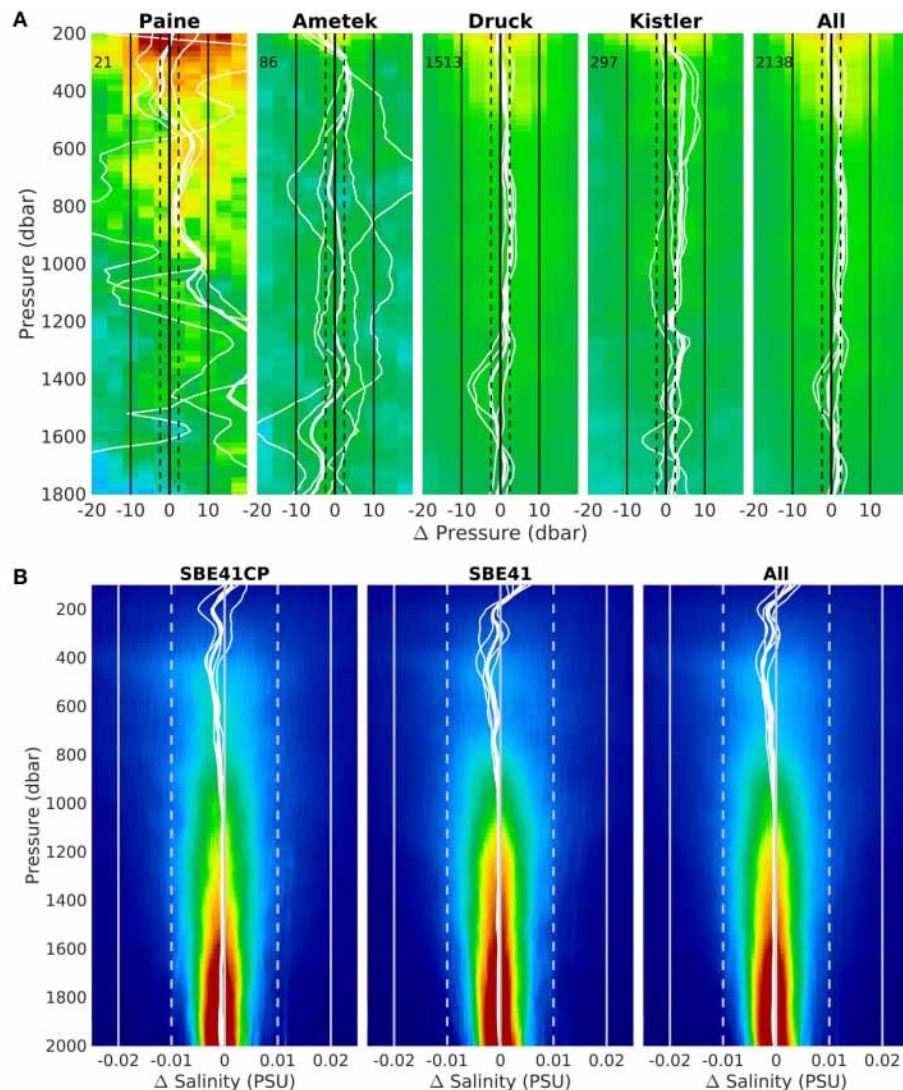 A
Paine Ametek Druck Kistler All
21 86 1513 297 2138
Pressure (dbar)
200
400
600
800
1000
1200
1400
1600
1800
-20 -10 0 10 -20 -10 0 10 -20 -10 0 10 -20 -10 0 10 -20 -10 0 10
Δ Pressure (dbar)
B
SBE41CP SBE41 All
Pressure (dbar)
200
400
600
800
1000
1200
1400
1600
1800
2000
-0.02 -0.01 0 0.01 0.02 -0.02 -0.01 0 0.01 0.02 -0.02 -0.01 0 0.01 0.02
Δ Salinity (PSU) Δ Salinity (PSU) Δ Salinity (PSU)